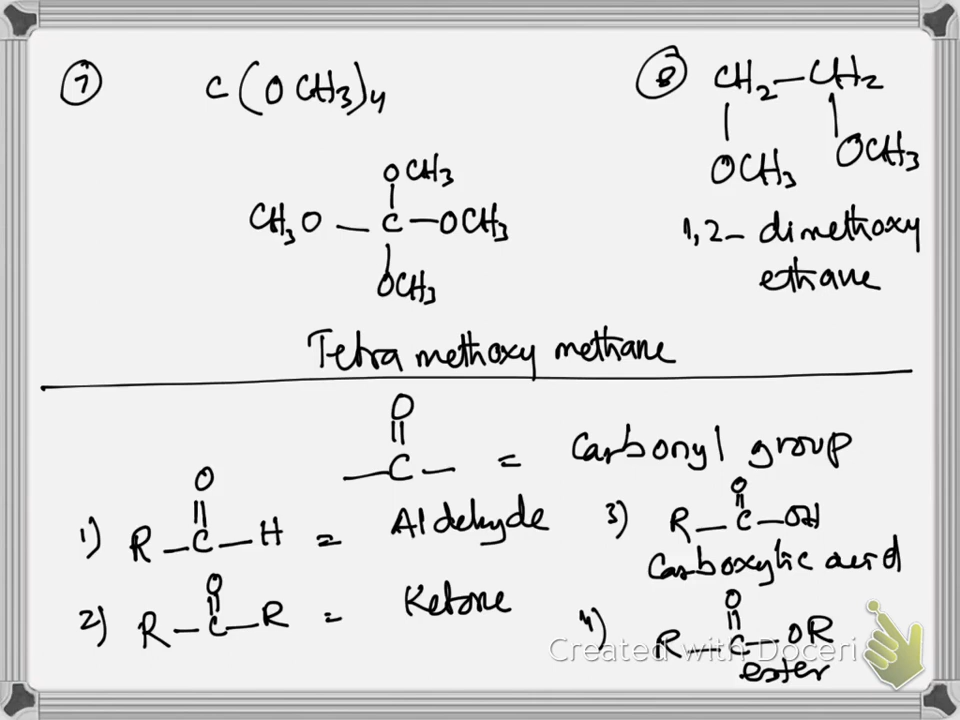 7 C(OCH3)4
OCH3
CH3O — C — OCH3
OCH3
Tetra methoxy methane
8 CH2 — CH2
OCH3 OCH3
1,2- dimethoxy
ethane
O
— C — = Carbonyl group
O
1) R — C — H = Aldehyde
O
2) R — C — R = Ketone
O
3) R — C — OH
Carboxylic acid
O
4) R — C — OR
ester
Created with Doceri